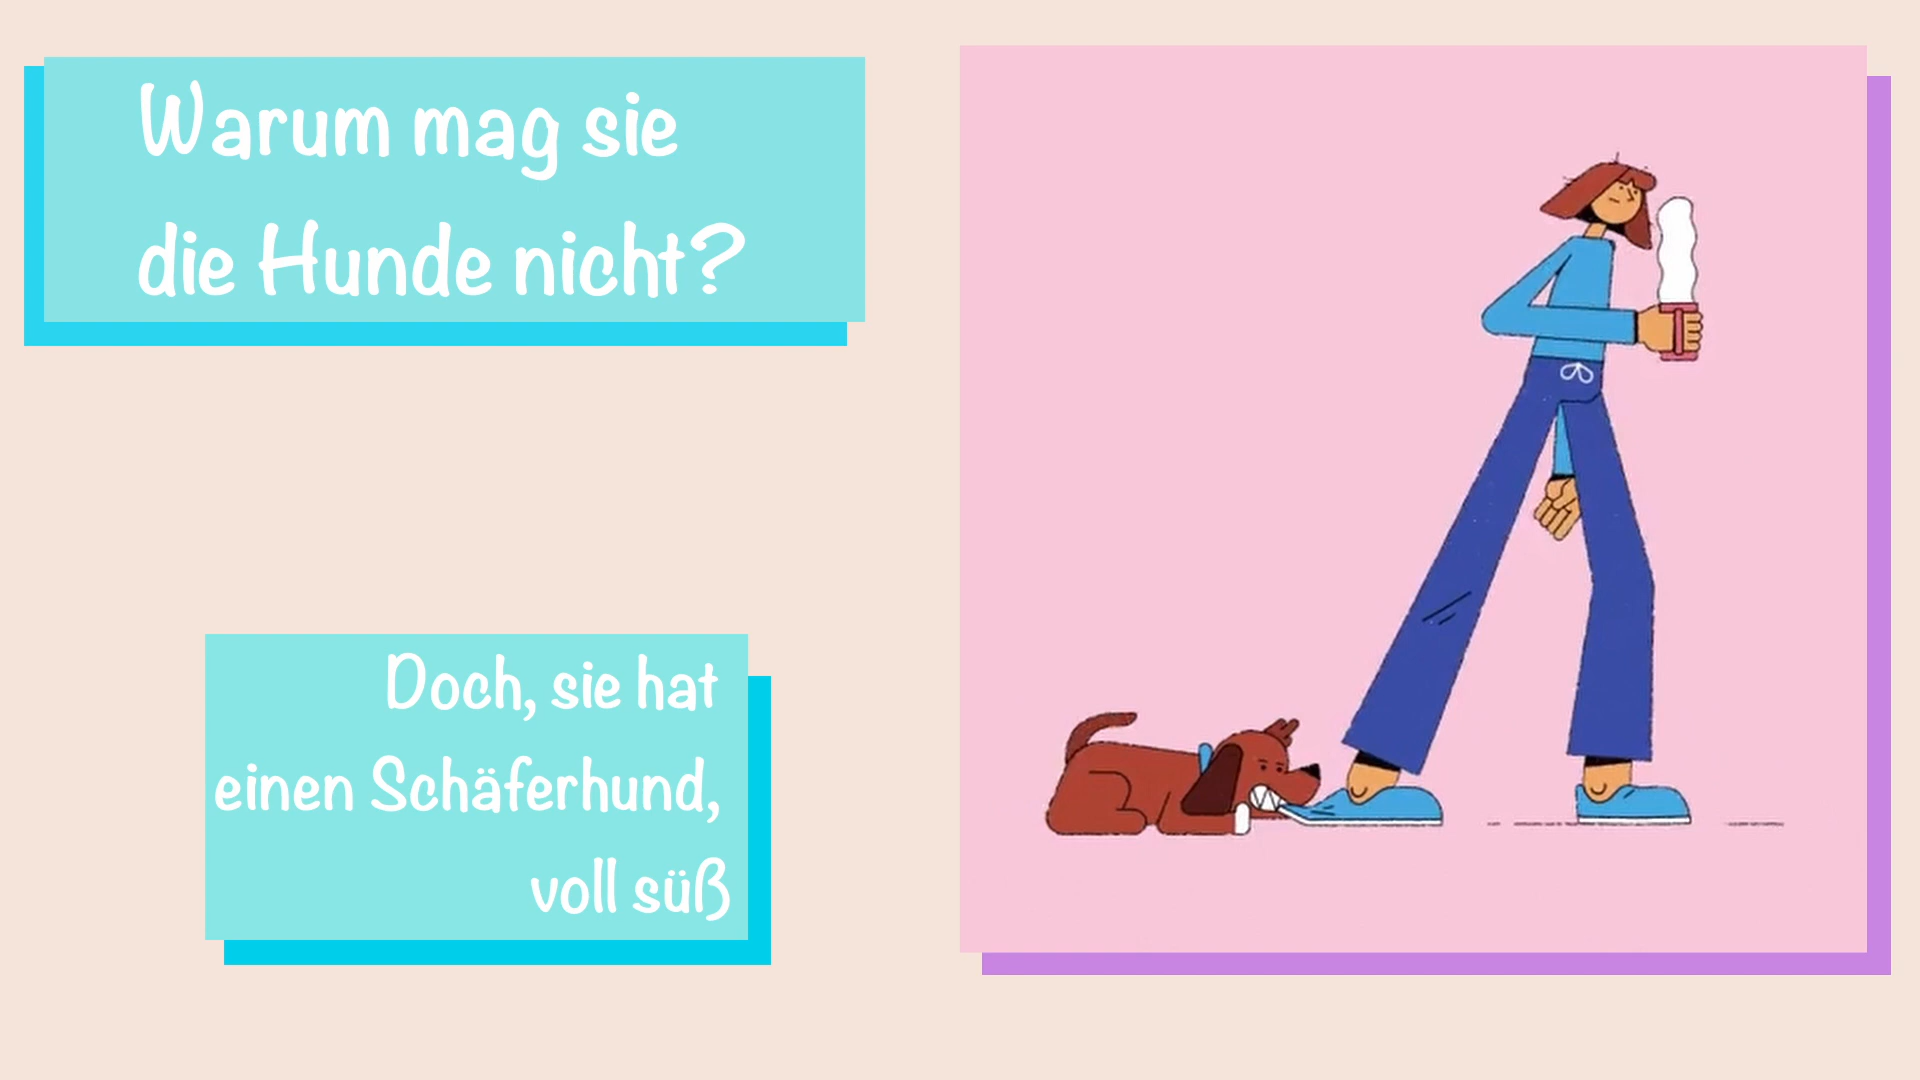 Warum mag sie
die Hunde nicht?
Doch, sie hat
einen Schäferhund,
voll süß